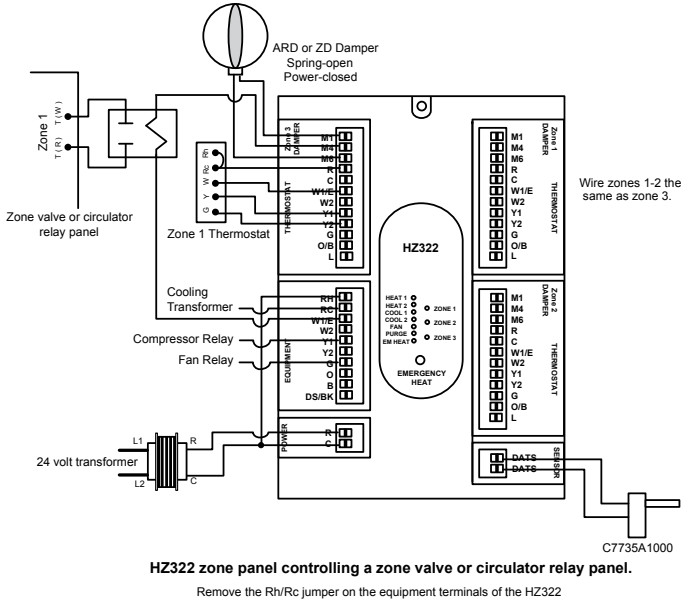 ARD or ZD Damper
Spring-open
Power-closed
Zone 1
T (W)
T (R)
Zone valve or circulator
relay panel
Rh
Rc
W
Y
G
Zone 1 Thermostat
Zone 3
DAMPER
THERMOSTAT
M1
M4
M6
R
C
W1/E
W2
Y1
Y2
G
O/B
L
Zone 1
DAMPER
THERMOSTAT
M1
M4
M6
R
C
W1/E
W2
Y1
Y2
G
O/B
L
Wire zones 1-2 the
same as zone 3.
HZ322
HEAT 1
HEAT 2
COOL 1
COOL 2
FAN
PURGE
EM HEAT
ZONE 1
ZONE 2
ZONE 3
EMERGENCY
HEAT
Cooling
Transformer
Compressor Relay
Fan Relay
EQUIPMENT
RH
RC
W1/E
W2
Y1
Y2
G
O
B
DS/BK
Zone 2
DAMPER
THERMOSTAT
M1
M4
M6
R
C
W1/E
W2
Y1
Y2
G
O/B
L
POWER
R
C
24 volt transformer
L1
L2
R
C
SENSOR
DATS
DATS
C7735A1000
HZ322 zone panel controlling a zone valve or circulator relay panel.
Remove the Rh/Rc jumper on the equipment terminals of the HZ322